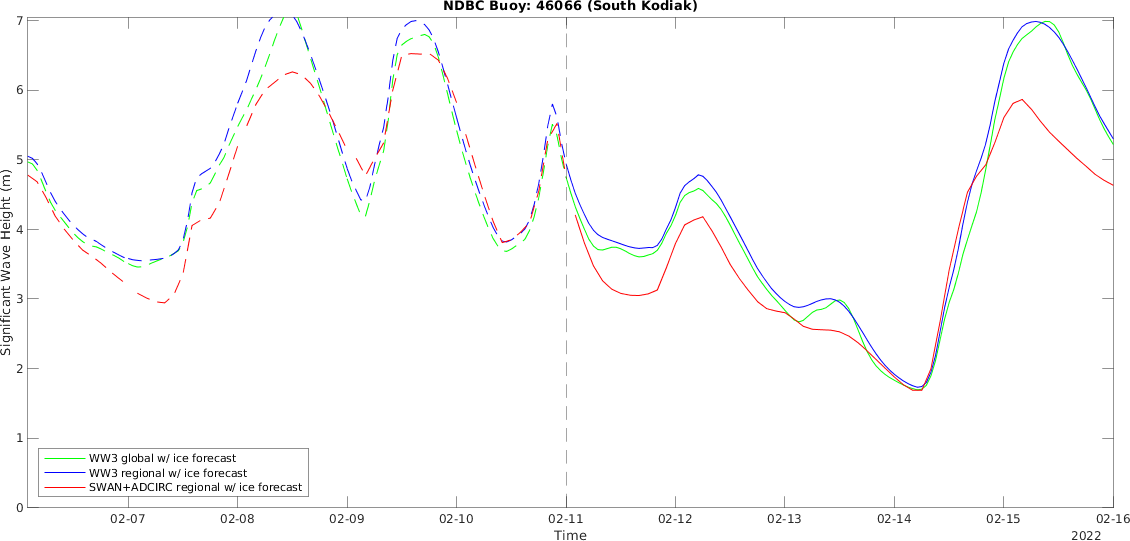 NDBC Buoy: 46066 (South Kodiak)
7
6
5
4
3
2
1
0
Significant Wave Height (m)
WW3 global w/ ice forecast
WW3 regional w/ ice forecast
SWAN+ADCIRC regional w/ ice forecast
02-07 02-08 02-09 02-10 02-11 02-12 02-13 02-14 02-15 02-16
Time
2022